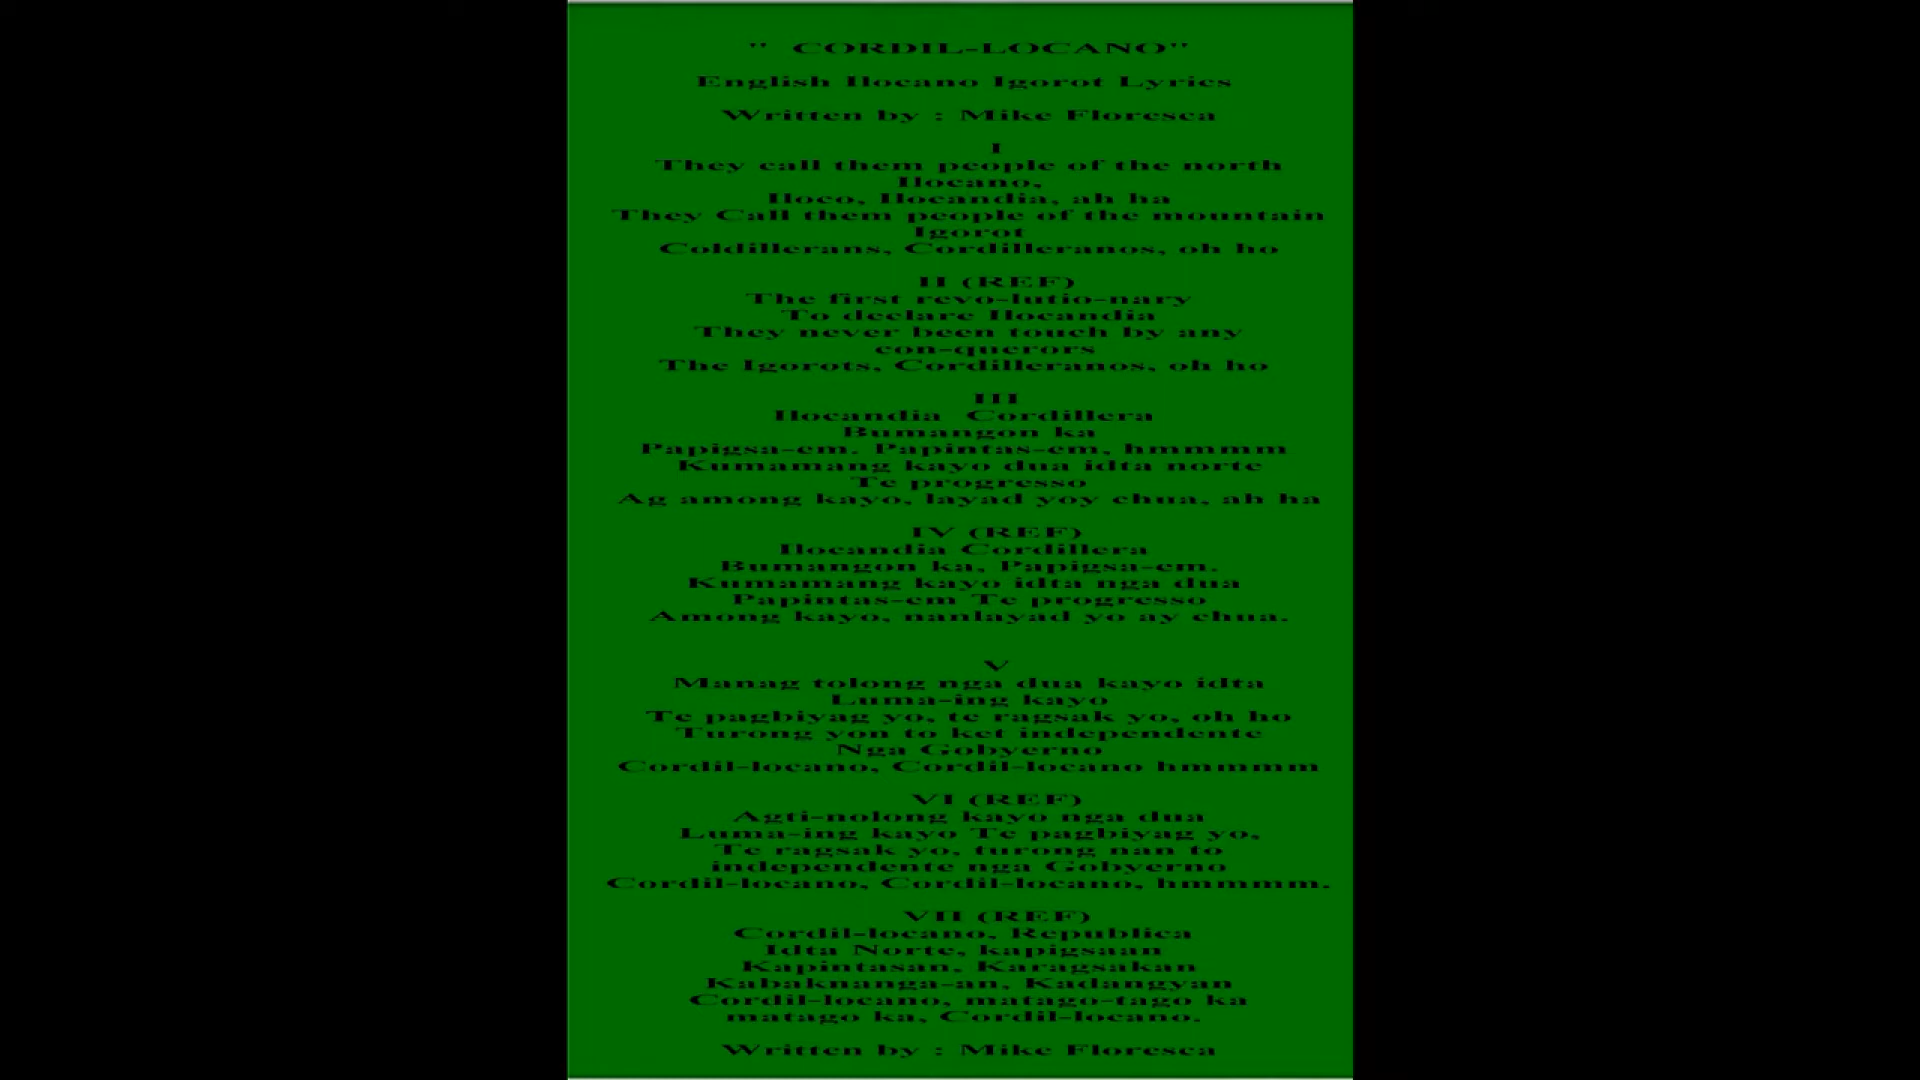 " CORDIL-LOCANO"
English Ilocano Igorot Lyrics
Written by : Mike Floresca
I
They call them people of the north
Ilocano,
Iloco, Ilocandia, ah ha
They Call them people of the mountain
Igorot
Coldillerans, Cordilleranos, oh ho
II (REF)
The first revo-lutio-nary
To declare Ilocandia
They never been touch by any
con-querors
The Igorots, Cordilleranos, oh ho
III
Ilocandia Cordillera
Bumangon ka
Papigsa-em. Papintas-em, hmmmm
Kumamang kayo dua idta norte
Te progresso
Ag among kayo, layad yoy chua, ah ha
IV (REF)
Ilocandia Cordillera
Bumangon ka, Papigsa-em.
Kumamang kayo idta nga dua
Papintas-em Te progresso
Among kayo, nanlayad yo ay chua.
V
Manag tolong nga dua kayo idta
Luma-ing kayo
Te pagbiyag yo, te ragsak yo, oh ho
Turong yon to ket independente
Nga Gobyerno
Cordil-locano, Cordil-locano hmmmm
VI (REF)
Agti-nolong kayo nga dua
Luma-ing kayo Te pagbiyag yo,
Te ragsak yo, turong nan to
independente nga Gobyerno
Cordil-locano, Cordil-locano, hmmmm.
VII (REF)
Cordil-locano, Republica
Idta Norte, kapigsaan
Kapintasan, Karagsakan
Kabaknanga-an, Kadangyan
Cordil-locano, matago-tago ka
matago ka, Cordil-locano.
Written by : Mike Floresca